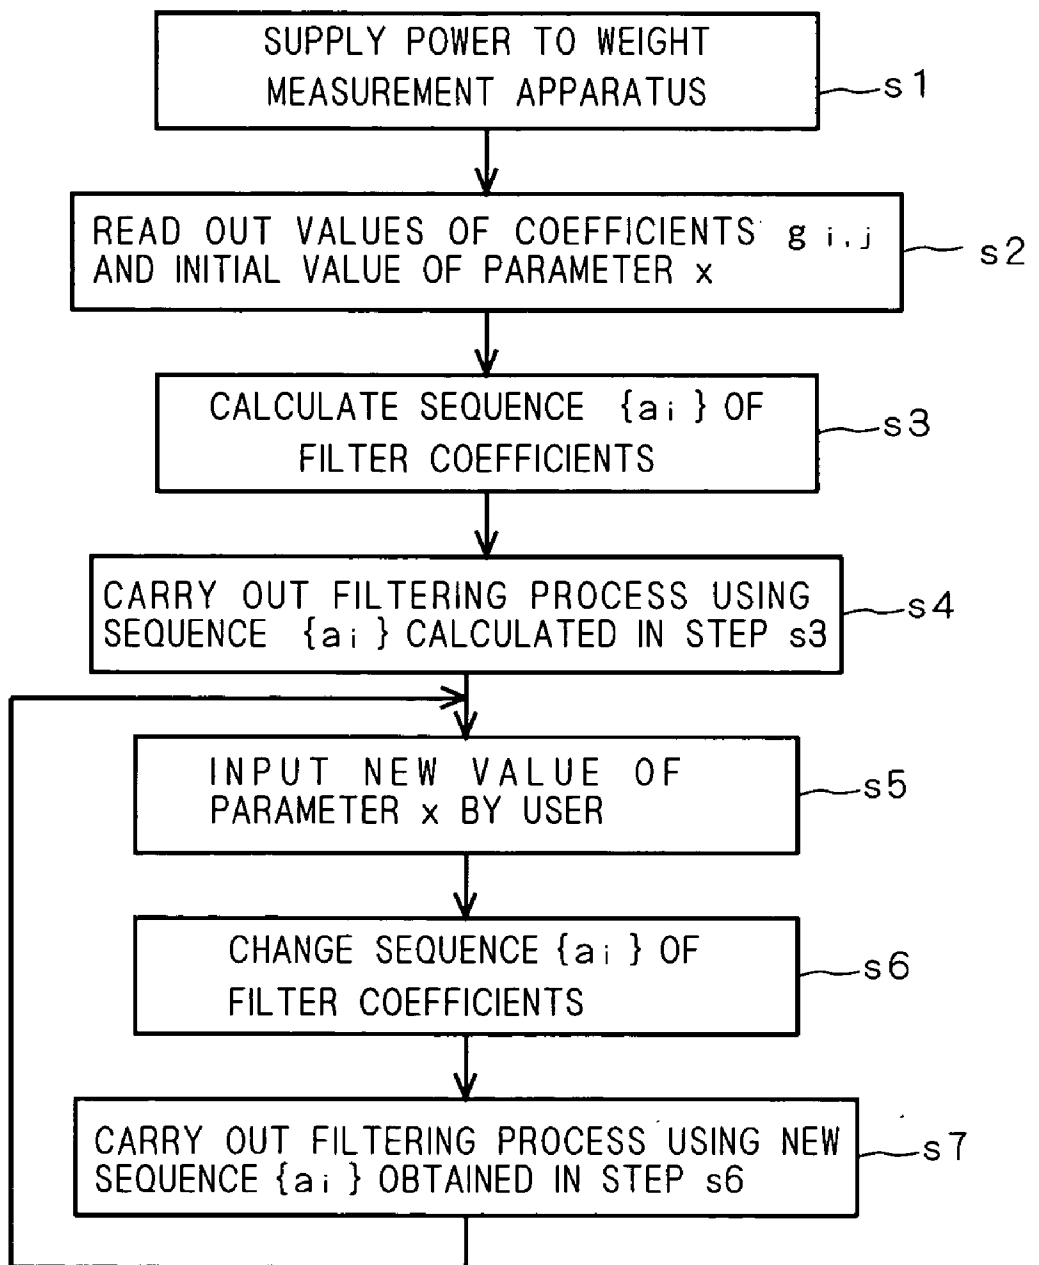 SUPPLY POWER TO WEIGHT
MEASUREMENT APPARATUS
s1
READ OUT VALUES OF COEFFICIENTS g i,j
AND INITIAL VALUE OF PARAMETER x
s2
CALCULATE SEQUENCE {ai} OF
FILTER COEFFICIENTS
s3
CARRY OUT FILTERING PROCESS USING
SEQUENCE {ai} CALCULATED IN STEP s3
s4
INPUT NEW VALUE OF
PARAMETER x BY USER
s5
CHANGE SEQUENCE {ai} OF
FILTER COEFFICIENTS
s6
CARRY OUT FILTERING PROCESS USING NEW
SEQUENCE {ai} OBTAINED IN STEP s6
s7